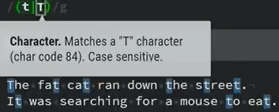 /(t|T)/g
Character. Matches a "T" character
(char code 84). Case sensitive.
The fat cat ran down the street.
It was searching for a mouse to eat